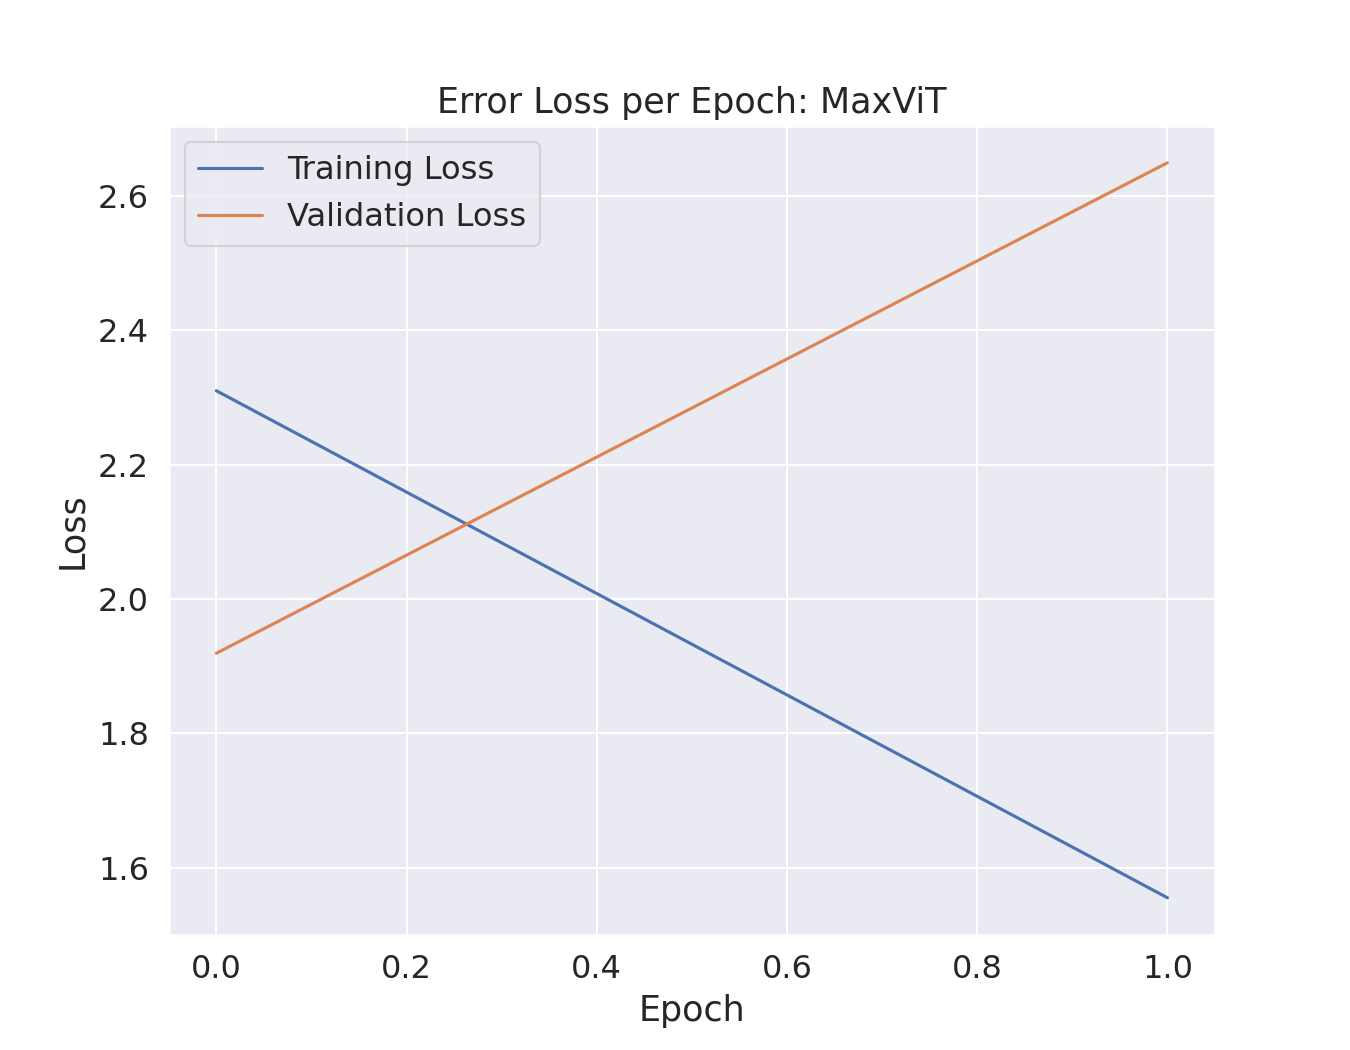 Error Loss per Epoch: MaxViT
Training Loss
Validation Loss
2.6
2.4
2.2
2.0
1.8
1.6
Loss
0.0 0.2 0.4 0.6 0.8 1.0
Epoch